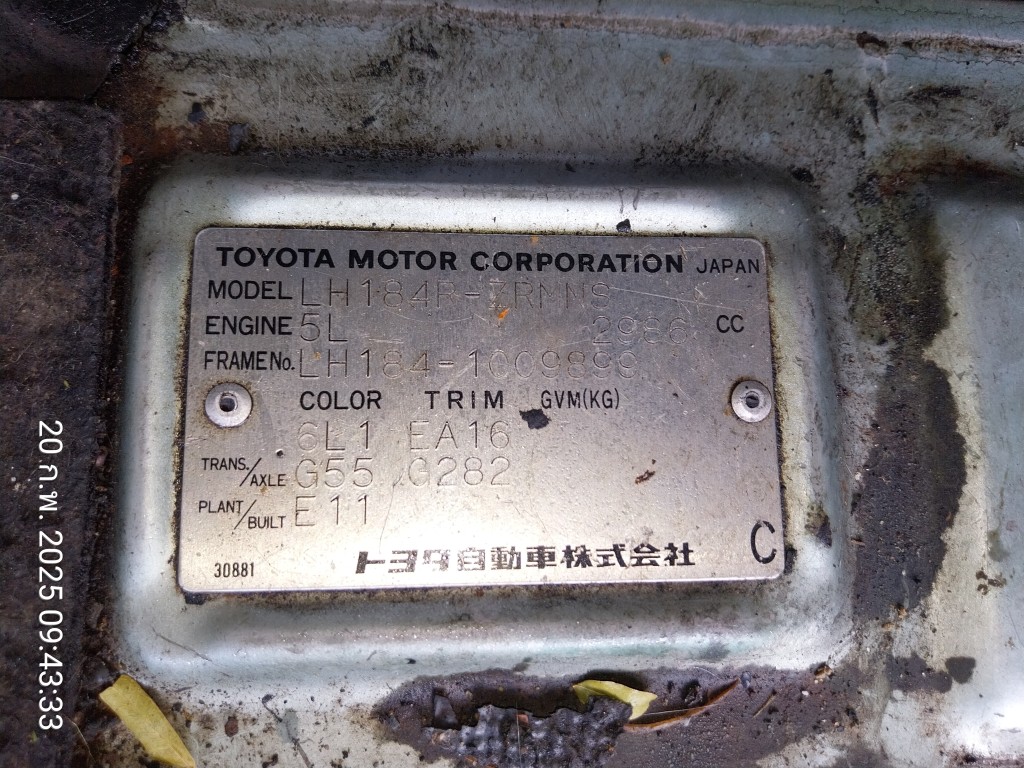 TOYOTA MOTOR CORPORATION JAPAN
MODEL LH184R-ZRMNS
ENGINE 5L 2986 CC
FRAME No. LH184-1009899
COLOR TRIM GVM(KG)
6L1 EA16
TRANS./AXLE G55 G282
PLANT/BUILT E11
トヨタ自動車株式会社 C
30881
20 ก.พ. 2025 09:43:33